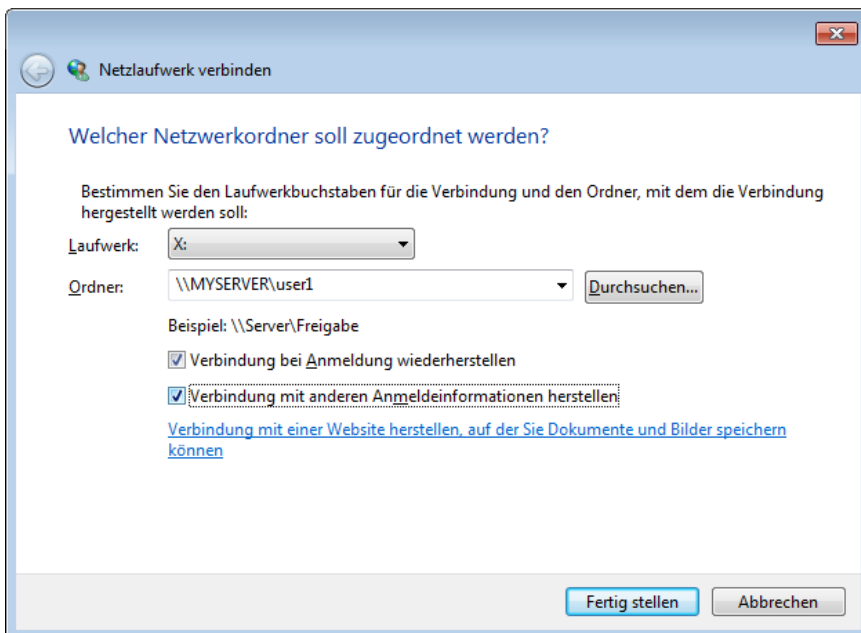 Netzlaufwerk verbinden
Welcher Netzwerkordner soll zugeordnet werden?
Bestimmen Sie den Laufwerkbuchstaben für die Verbindung und den Ordner, mit dem die Verbindung
hergestellt werden soll:
Laufwerk: X:
Ordner: \\MYSERVER\user1 Durchsuchen...
Beispiel: \\Server\Freigabe
Verbindung bei Anmeldung wiederherstellen
Verbindung mit anderen Anmeldeinformationen herstellen
Verbindung mit einer Website herstellen, auf der Sie Dokumente und Bilder speichern
können
Fertig stellen Abbrechen